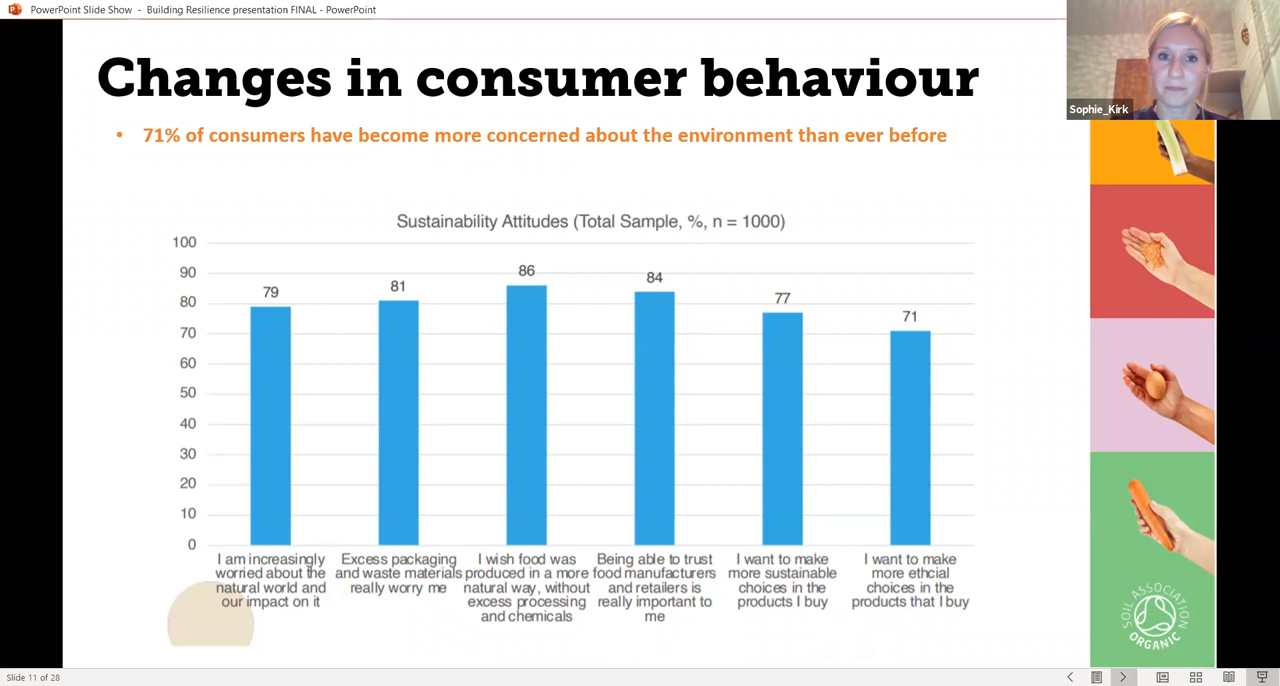 PowerPoint Slide Show - Building Resilience presentation FINAL - PowerPoint
Sophie_Kirk
Changes in consumer behaviour
• 71% of consumers have become more concerned about the environment than ever before
Sustainability Attitudes (Total Sample, %, n = 1000)
100
90
80
70
60
50
40
30
20
10
0
79
81
86
84
77
71
I am increasingly
worried about the
natural world and
our impact on it
Excess packaging
and waste materials
really worry me
I wish food was
produced in a more
natural way, without
excess processing
and chemicals
Being able to trust
food manufacturers
and retailers is
really important to
me
I want to make
more sustainable
choices in the
products I buy
I want to make
more ethcial
choices in the
products that I buy
SOIL ASSOCIATION
ORGANIC
Slide 11 of 28